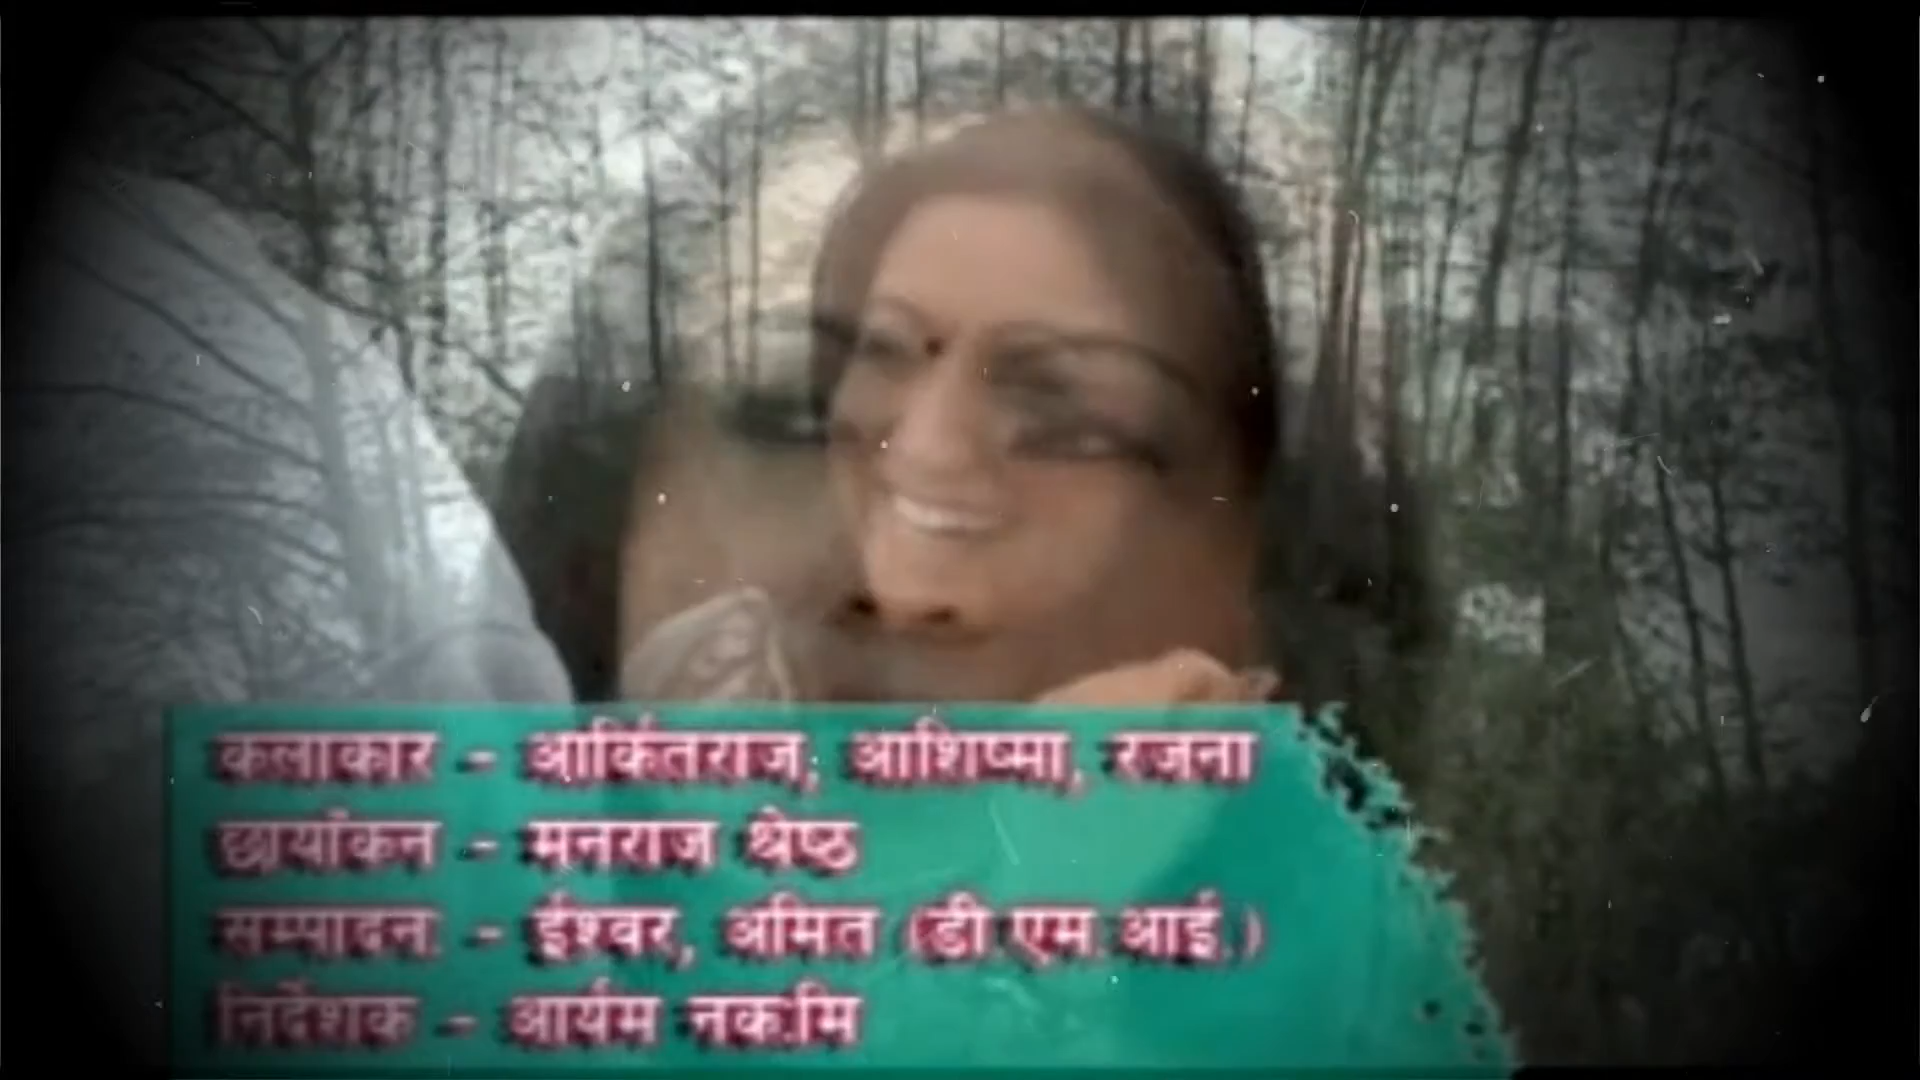 कलाकार - आर्कितराज, आशिष्मा, रजना
छायांकन - मनराज श्रेष्ठ
सम्पादन - ईश्वर, अमित (डी.एम. आई.)
निर्देशक - आर्यम नकःमि